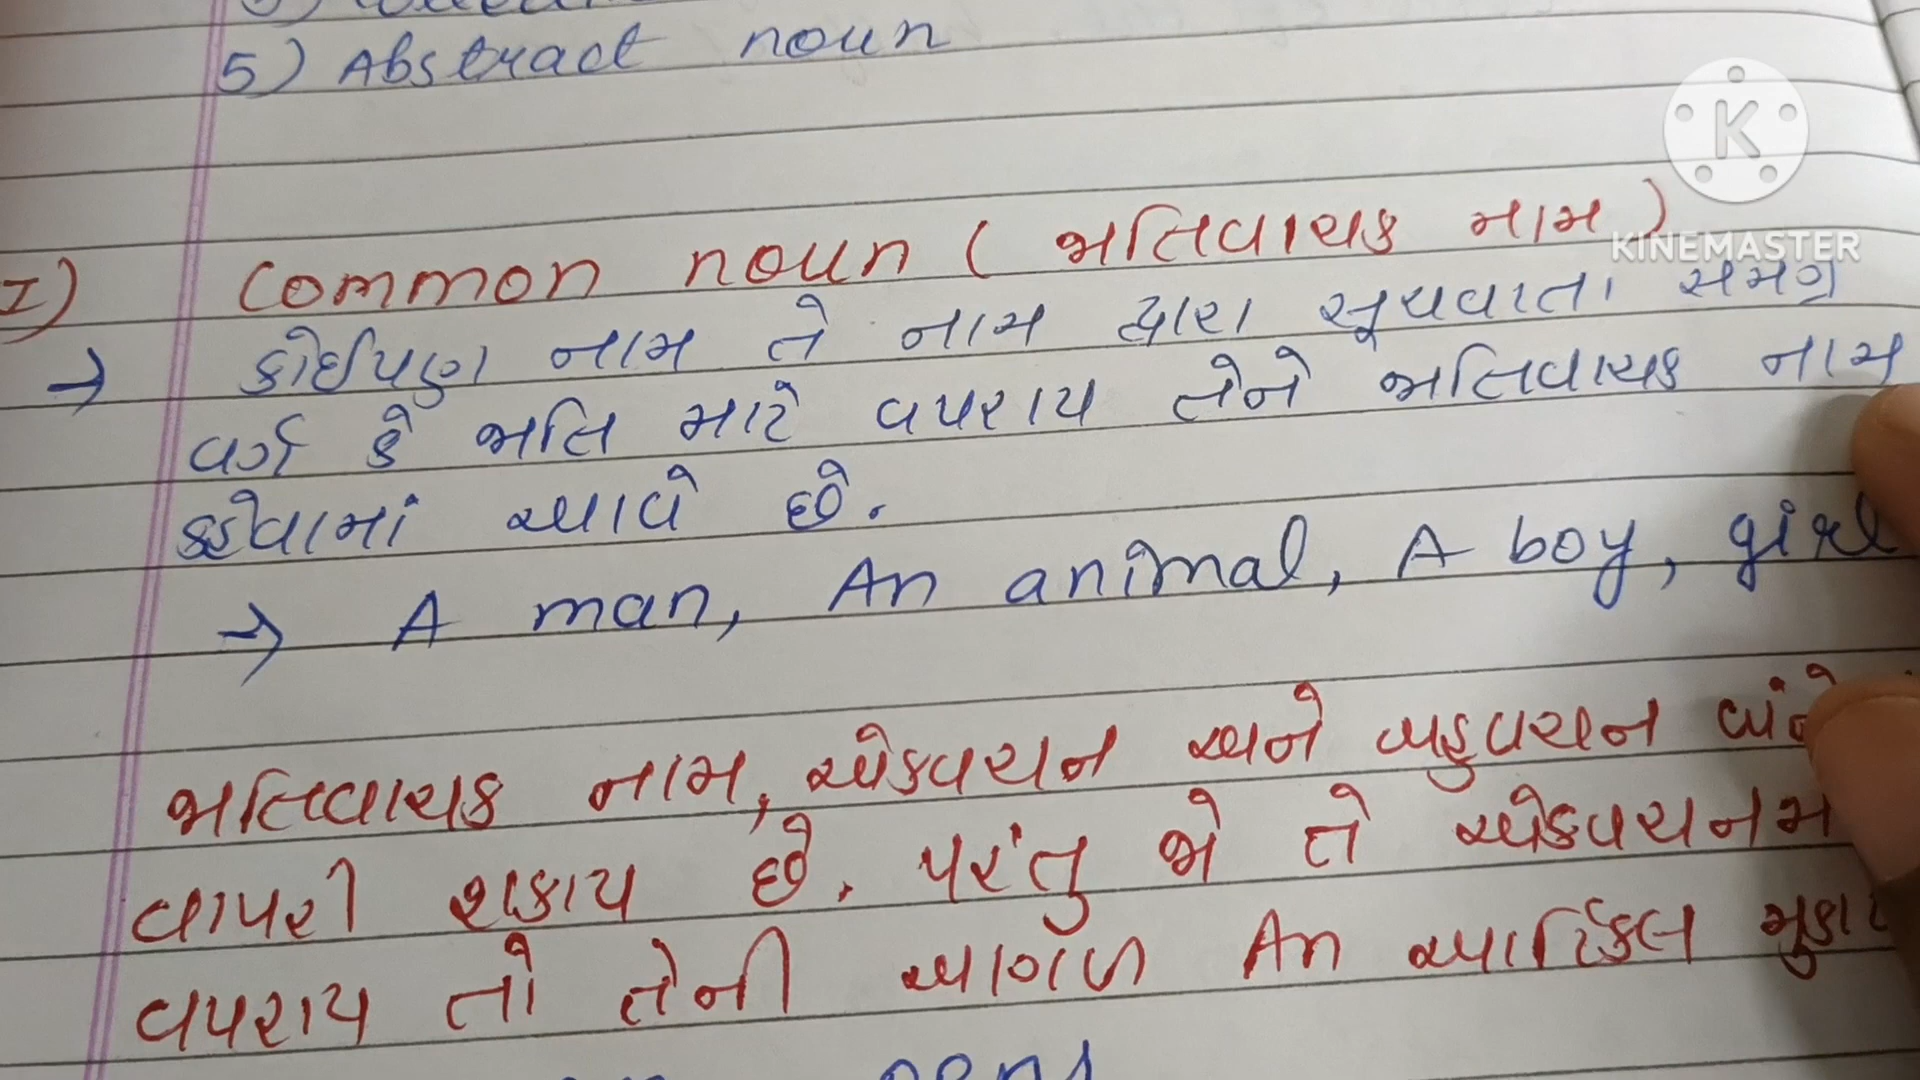 5) Abstract noun
I) Common noun ( જાતિવાચક નામ )
→ કોઈપણ નામ તે નામ દ્વારા સૂચવાતા સમગ્ર
વર્ગ કે જાતિ માટે વપરાય તેને જાતિવાચક નામ
કહેવામાં આવે છે.
→ A man, An animal, A boy, girl
જાતિવાચક નામ, એકવચન અને બહુવચન
વાપરી શકાય છે. પરંતુ જો તે
વપરાય તો તેની આગળ An આર્ટિકલ
KINEMASTER